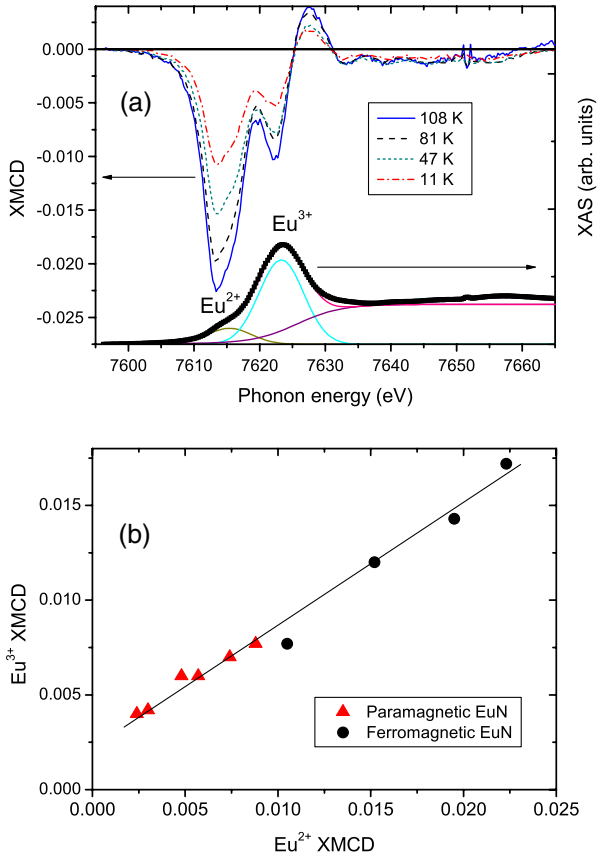 0.000
-0.005
-0.010
-0.015
-0.020
-0.025
XMCD
(a)
108 K
81 K
47 K
11 K
XAS (arb. units)
Eu3+
Eu2+
7600 7610 7620 7630 7640 7650 7660
Phonon energy (eV)
0.015
0.010
0.005
0.000
Eu3+ XMCD
(b)
Paramagnetic EuN
Ferromagnetic EuN
0.000 0.005 0.010 0.015 0.020 0.025
Eu2+ XMCD